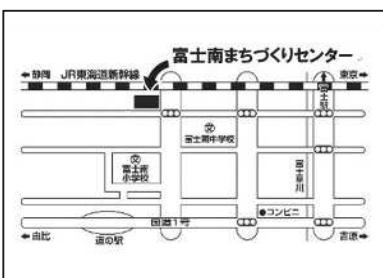 富士南まちづくりセンター
←静岡 JR東海道新幹線 東京→
富士駅
文
富士南中学校
文
富士南
小学校
富士早川
●コンビニ
国道1号
←由比 道の駅 吉原→